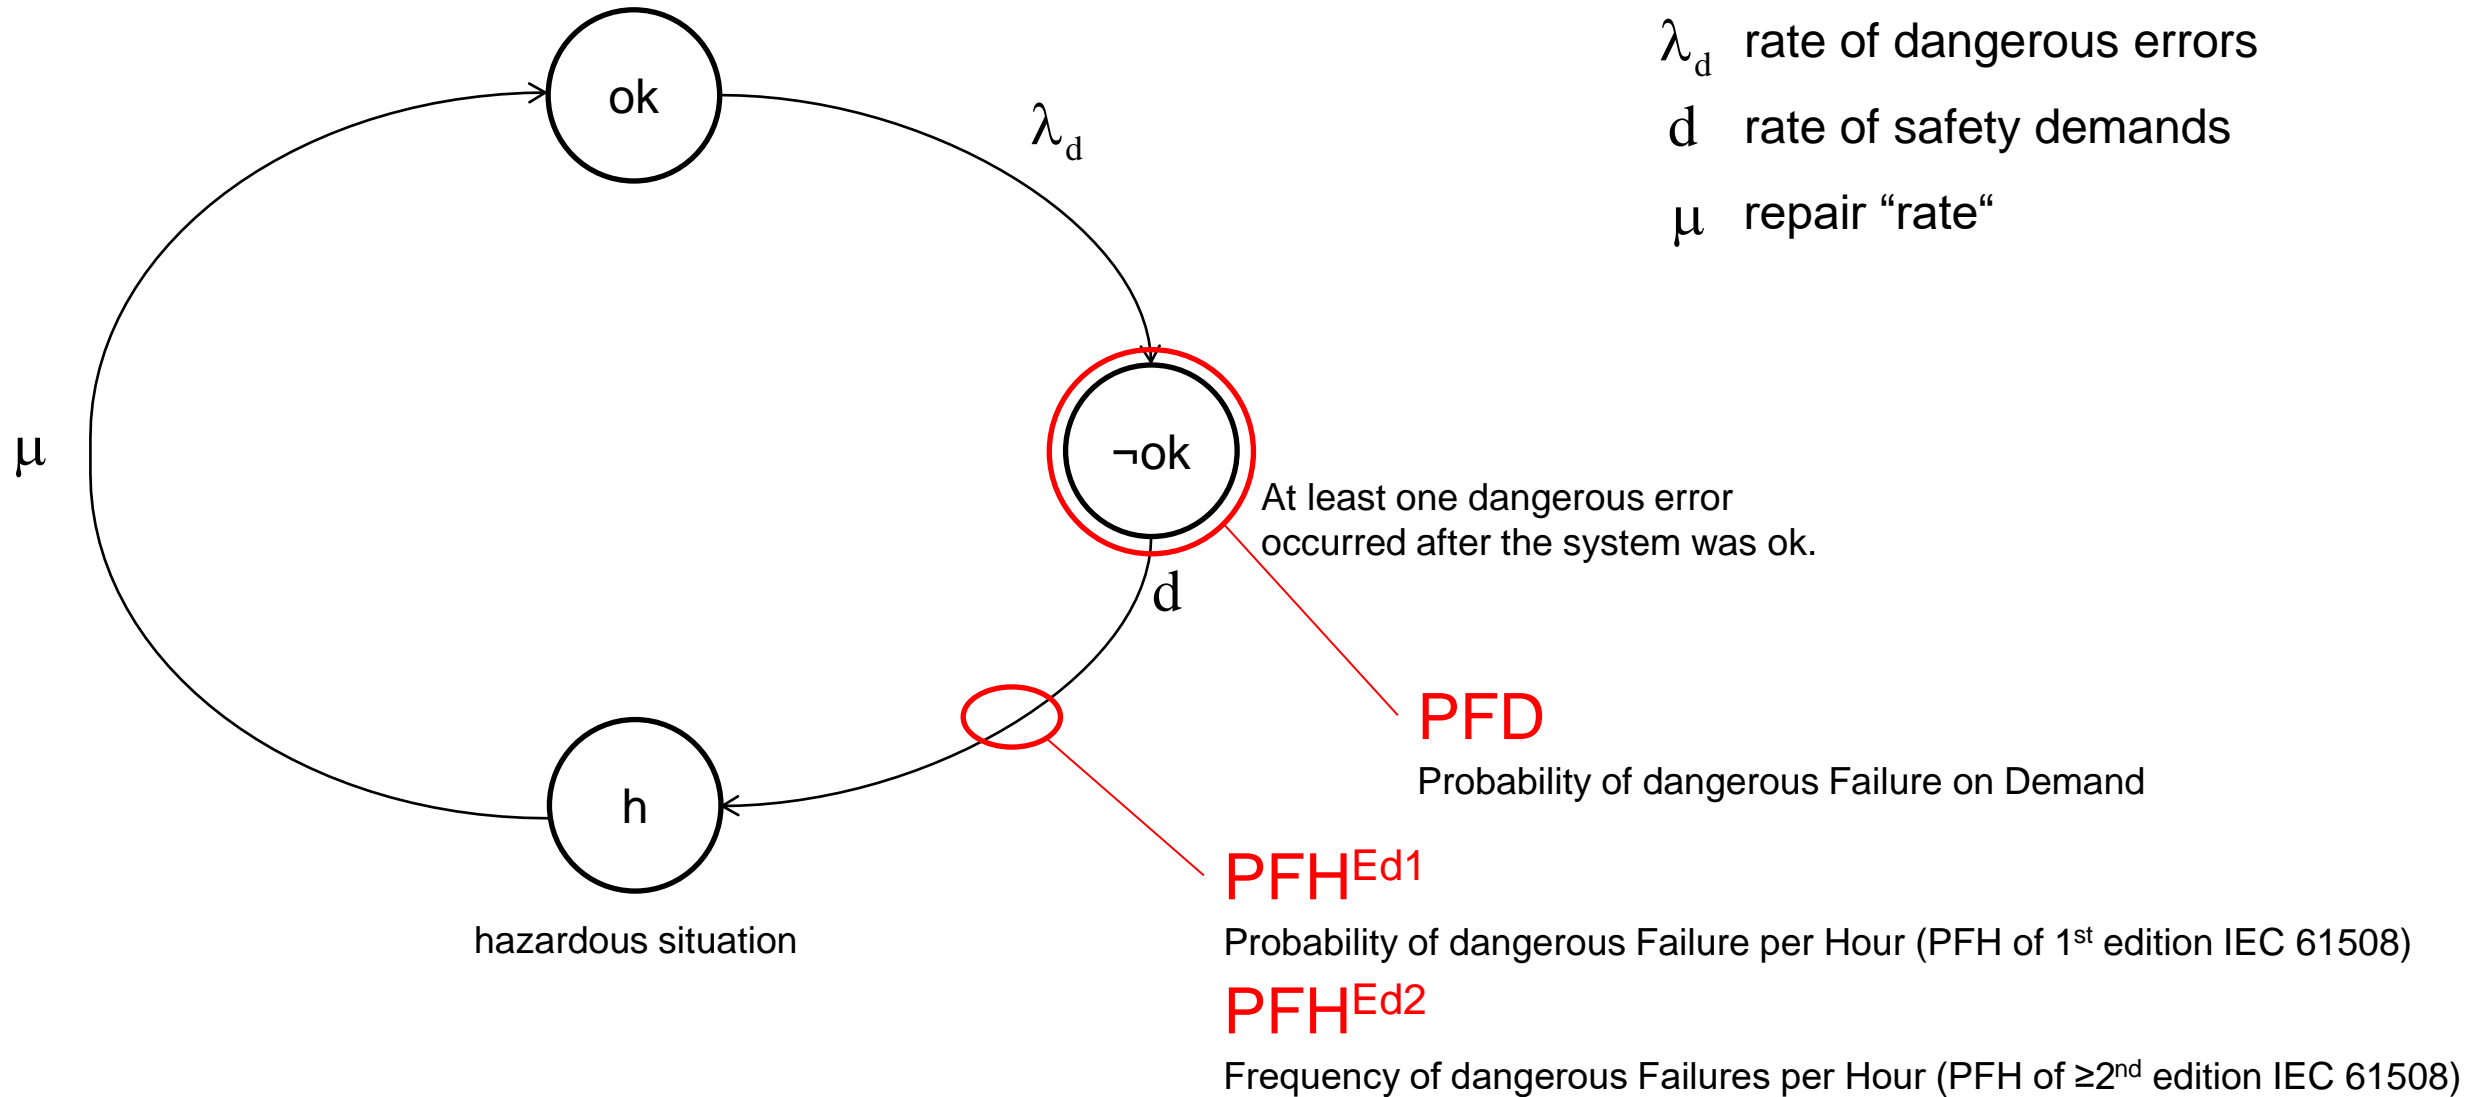 ok
λd
λd rate of dangerous errors
d rate of safety demands
μ repair “rate“
μ
¬ok
At least one dangerous error
occurred after the system was ok.
d
PFD
Probability of dangerous Failure on Demand
h
hazardous situation
PFHEd1
Probability of dangerous Failure per Hour (PFH of 1st edition IEC 61508)
PFHEd2
Frequency of dangerous Failures per Hour (PFH of ≥2nd edition IEC 61508)